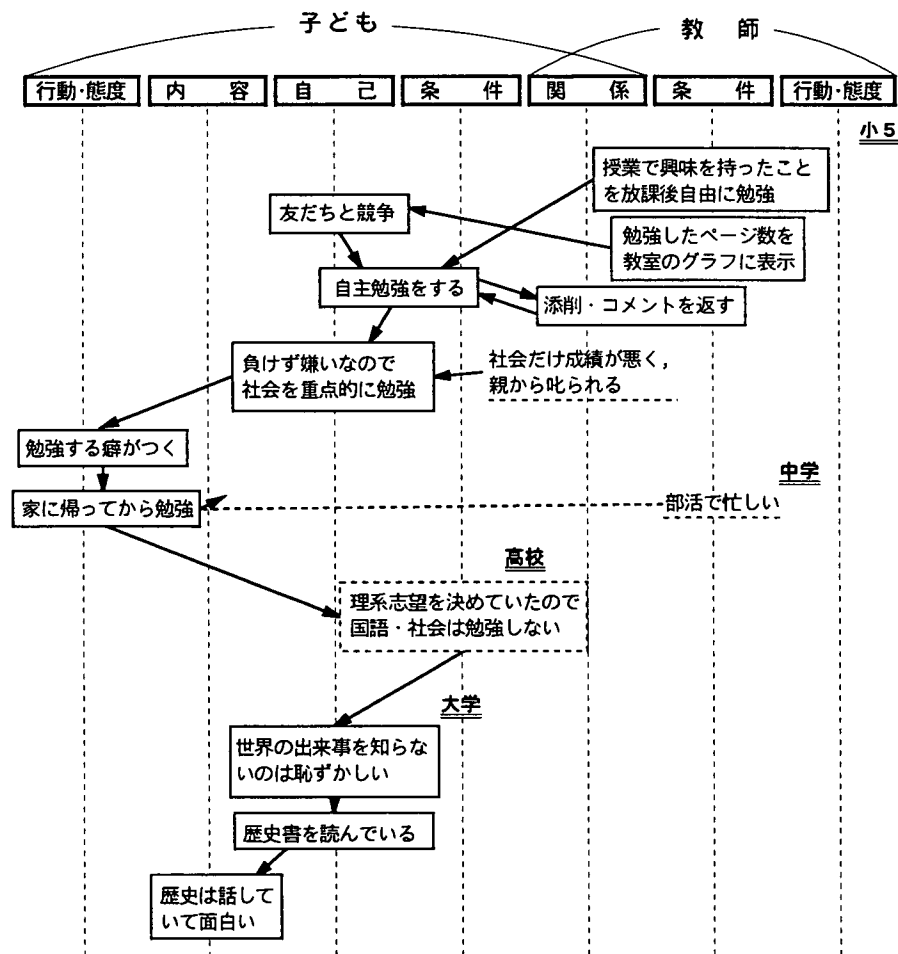 子ども
教 師
行動・態度
内 容
自 己
条 件
関 係
条 件
行動・態度
小5
授業で興味を持ったこと
を放課後自由に勉強
友だちと競争
勉強したページ数を
教室のグラフに表示
自主勉強をする
添削・コメントを返す
負けず嫌いなので
社会を重点的に勉強
社会だけ成績が悪く,
親から叱られる
勉強する癖がつく
中学
家に帰ってから勉強
部活で忙しい
高校
理系志望を決めていたので
国語・社会は勉強しない
大学
世界の出来事を知らな
いのは恥ずかしい
歴史書を読んでいる
歴史は話して
いて面白い